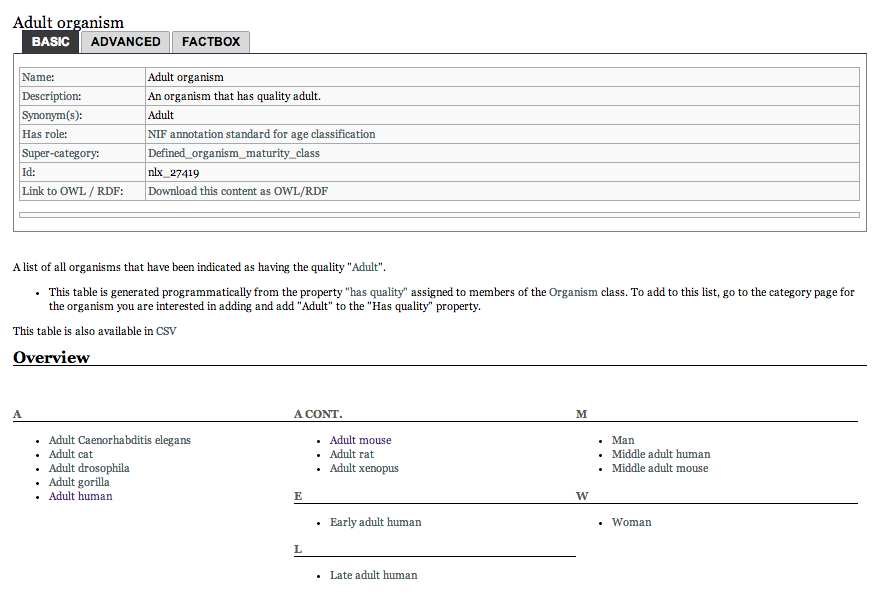 Adult organism
BASIC ADVANCED FACTBOX
Name: Adult organism
Description: An organism that has quality adult.
Synonym(s): Adult
Has role: NIF annotation standard for age classification
Super-category: Defined_organism_maturity_class
Id: nlx_27419
Link to OWL / RDF: Download this content as OWL/RDF
A list of all organisms that have been indicated as having the quality "Adult".
• This table is generated programmatically from the property "has quality" assigned to members of the Organism class. To add to this list, go to the category page for
the organism you are interested in adding and add "Adult" to the "Has quality" property.
This table is also available in CSV
Overview
A
• Adult Caenorhabditis elegans
• Adult cat
• Adult drosophila
• Adult gorilla
• Adult human
A CONT.
• Adult mouse
• Adult rat
• Adult xenopus
E
• Early adult human
L
• Late adult human
M
• Man
• Middle adult human
• Middle adult mouse
W
• Woman